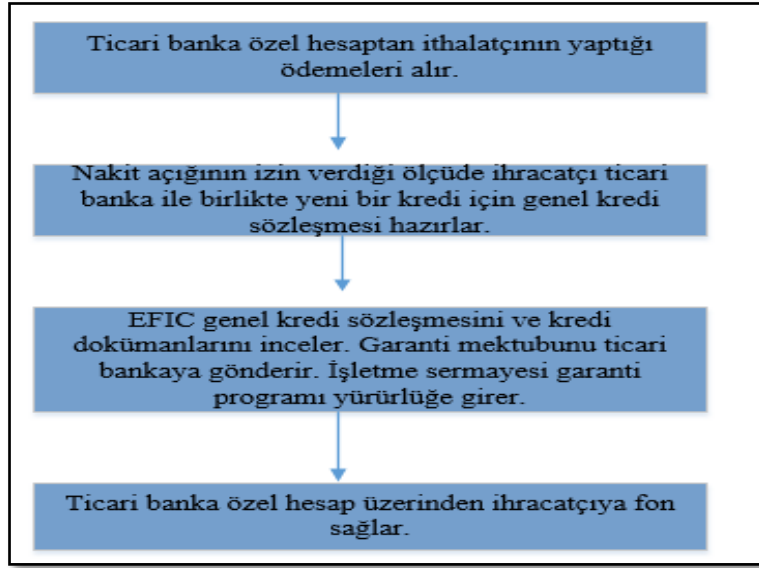 Ticari banka özel hesaptan ithalatçının yaptığı
ödemeleri alır.
Nakit açığının izin verdiği ölçüde ihracatçı ticari
banka ile birlikte yeni bir kredi için genel kredi
sözleşmesi hazırlar.
EFIC genel kredi sözleşmesini ve kredi
dokümanlarını inceler. Garanti mektubunu ticari
bankaya gönderir. İşletme sermayesi garanti
programı yürürlüğe girer.
Ticari banka özel hesap üzerinden ihracatçıya fon
sağlar.